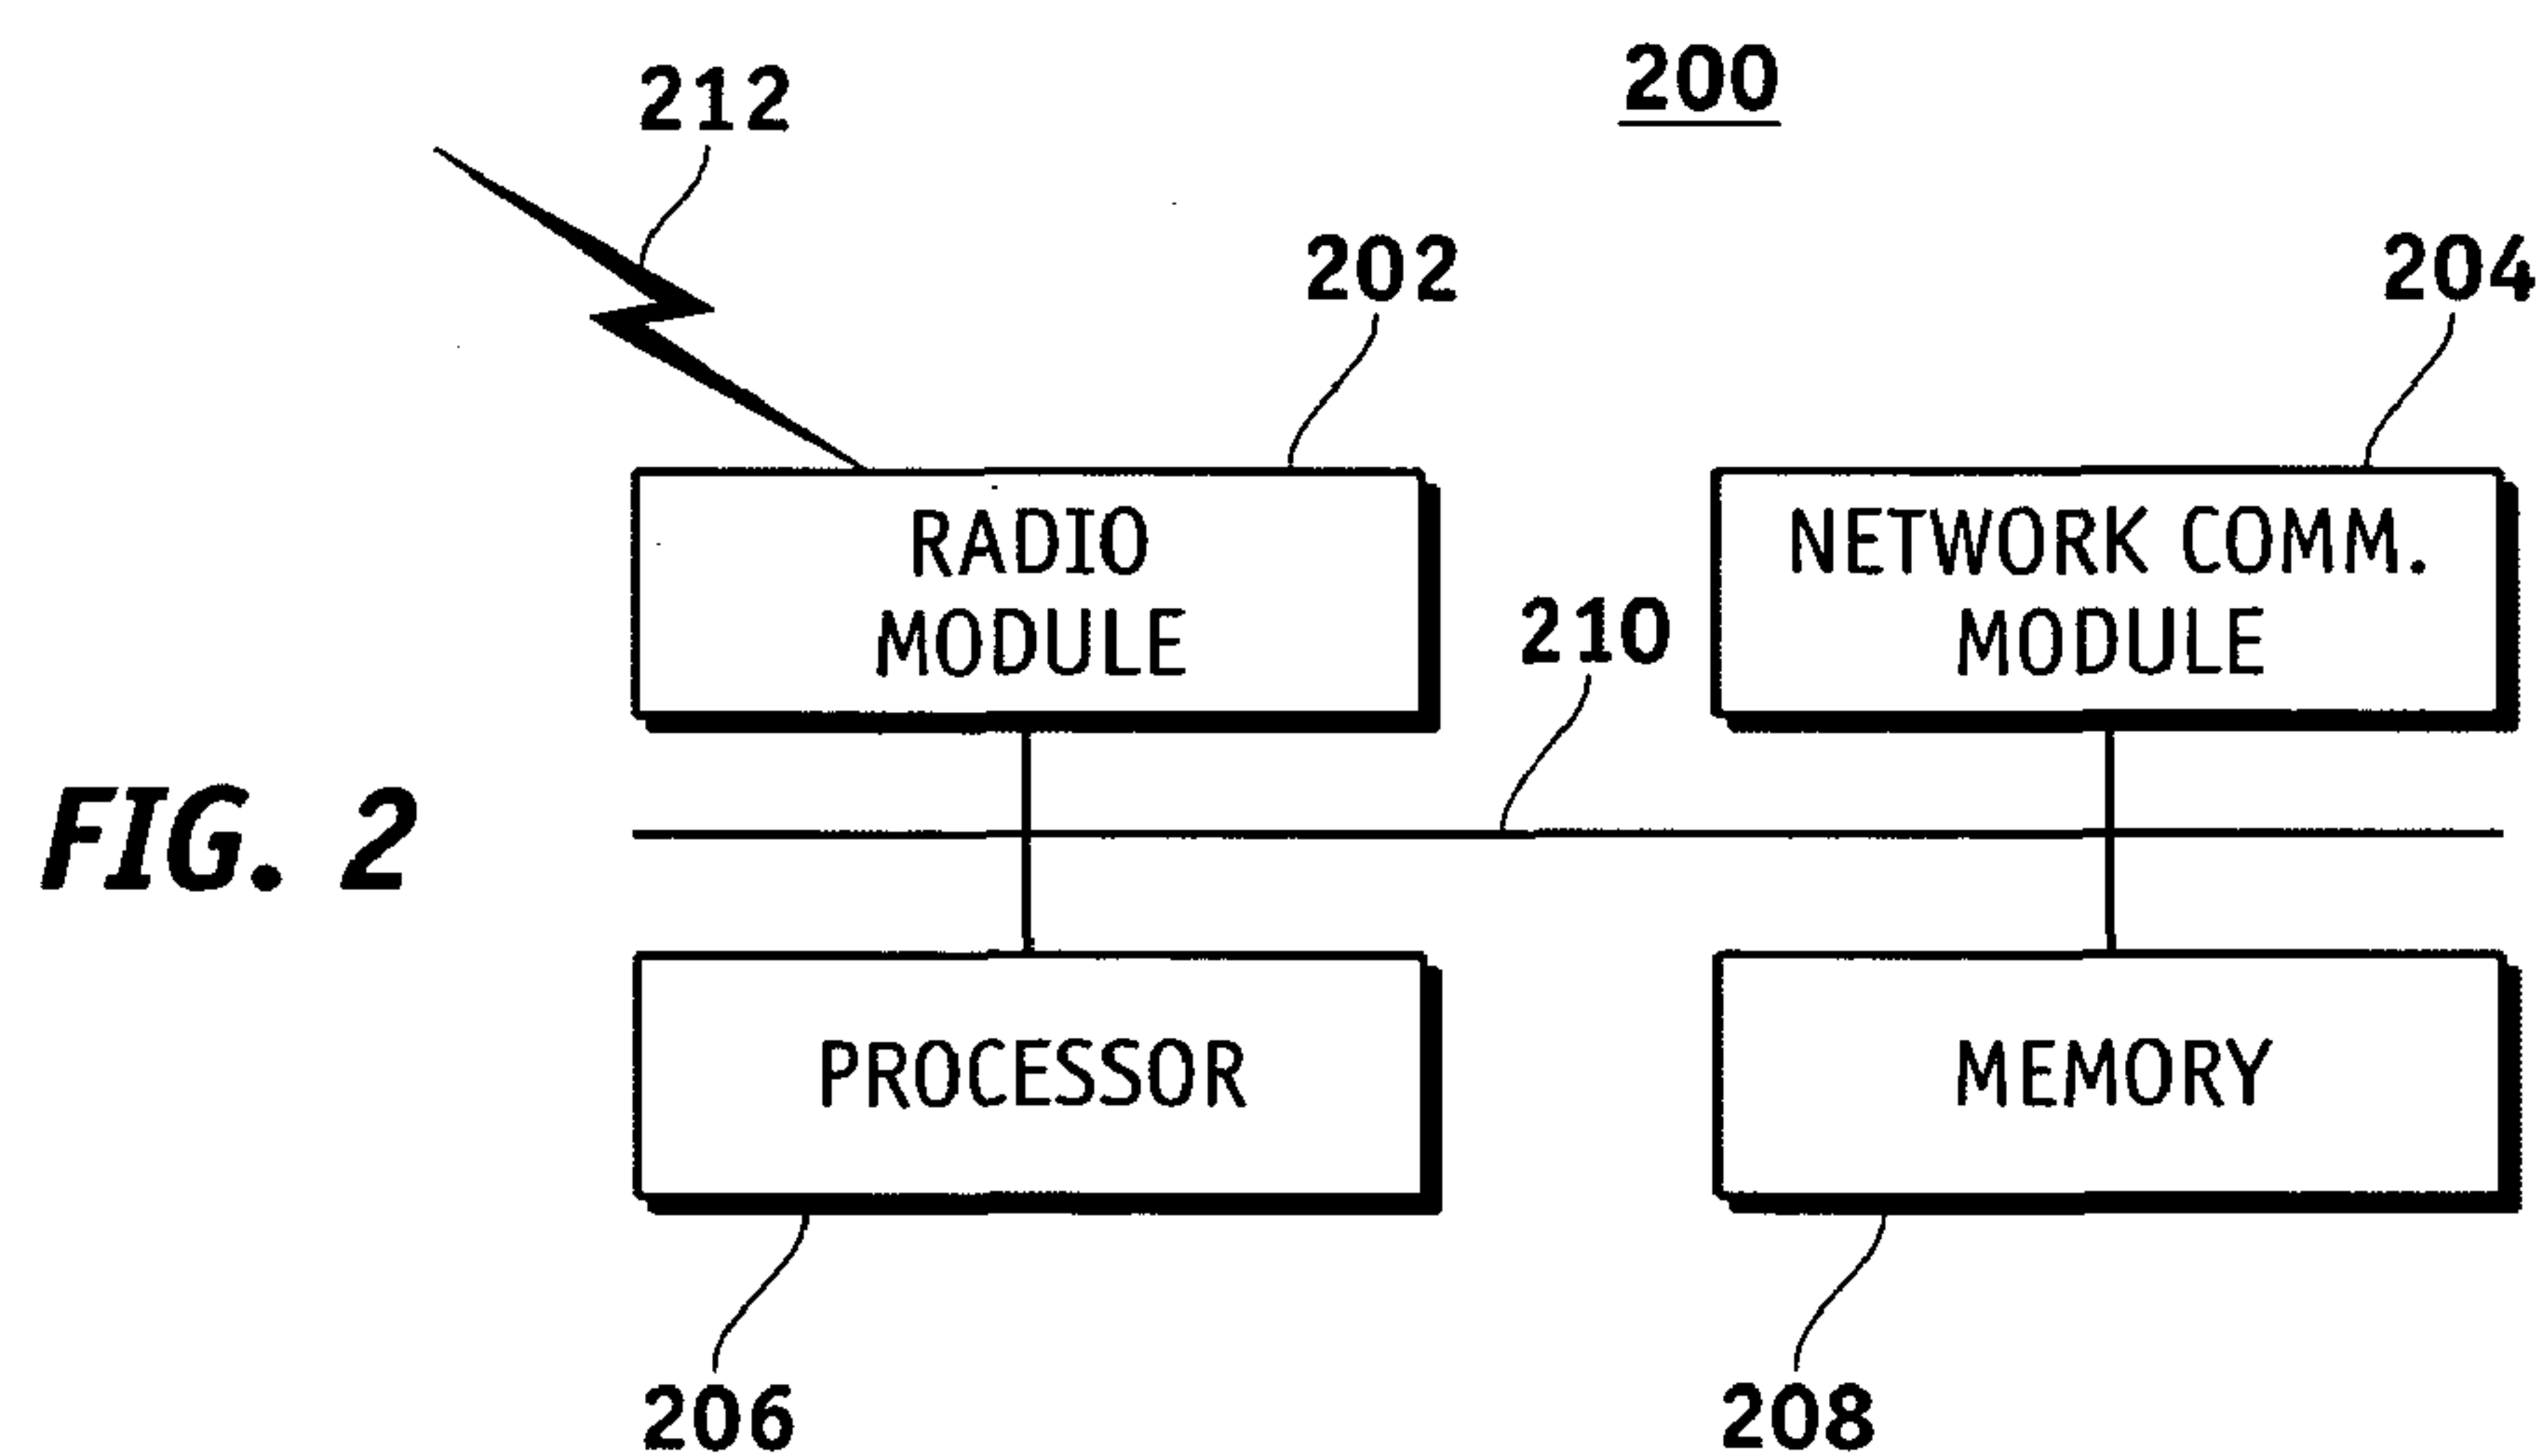 200
212
202
204
RADIO
MODULE
NETWORK COMM.
MODULE
210
FIG. 2
PROCESSOR
MEMORY
206
208